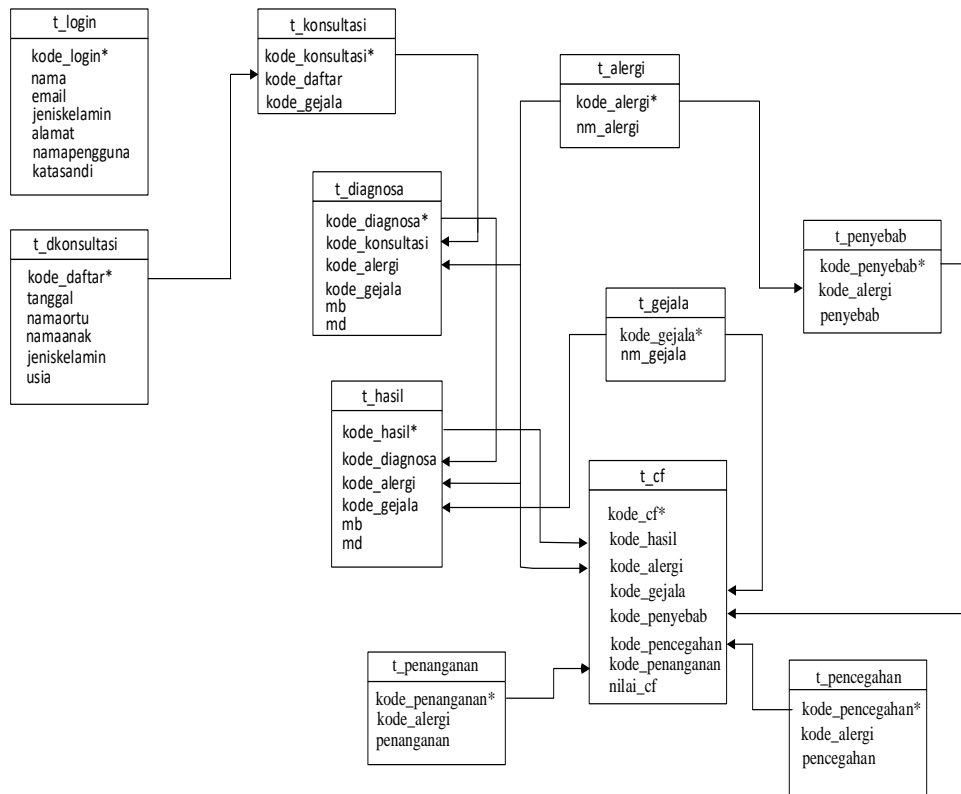 t_login
kode_login*
nama
email
jeniskelamin
alamat
namapengguna
katasandi
t_konsultasi
kode_konsultasi*
kode_daftar
kode_gejala
t_alergi
kode_alergi*
nm_alergi
t_diagnosa
kode_diagnosa*
kode_konsultasi
kode_alergi
kode_gejala
mb
md
t_dkonsultasi
kode_daftar*
tanggal
namaortu
namaanak
jeniskelamin
usia
t_penyebab
kode_penyebab*
kode_alergi
penyebab
t_gejala
kode_gejala*
nm_gejala
t_hasil
kode_hasil*
kode_diagnosa
kode_alergi
kode_gejala
mb
md
t_cf
kode_cf*
kode_hasil
kode_alergi
kode_gejala
kode_penyebab
kode_pencegahan
kode_penanganan
nilai_cf
t_penanganan
kode_penanganan*
kode_alergi
penanganan
t_pencegahan
kode_pencegahan*
kode_alergi
pencegahan